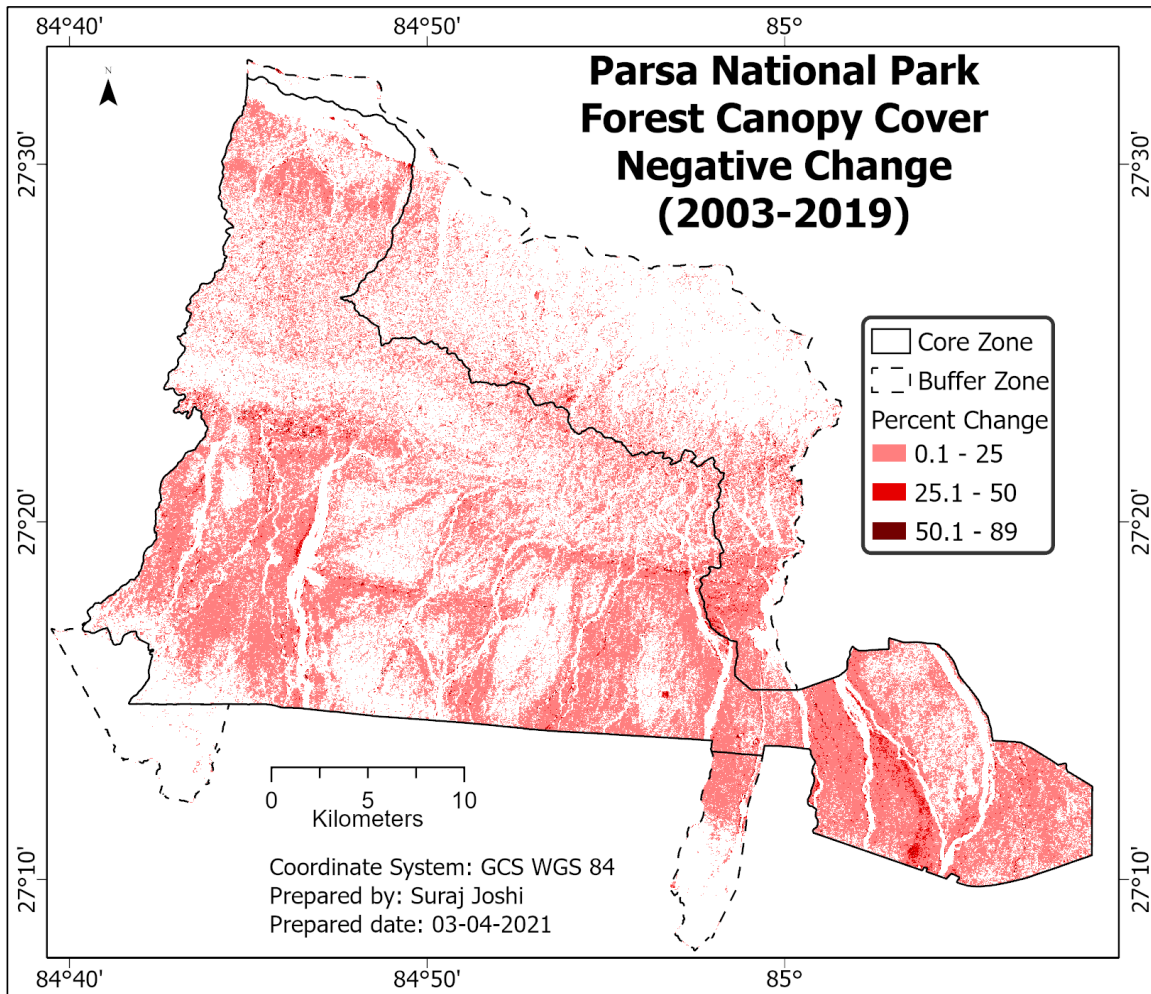 84°40'
84°50'
85°
N
Parsa National Park
Forest Canopy Cover
Negative Change
(2003-2019)
27°30'
27°30'
Core Zone
Buffer Zone
Percent Change
0.1 - 25
25.1 - 50
50.1 - 89
27°20'
27°20'
0 5 10
Kilometers
Coordinate System: GCS WGS 84
Prepared by: Suraj Joshi
Prepared date: 03-04-2021
27°10'
27°10'
84°40'
84°50'
85°